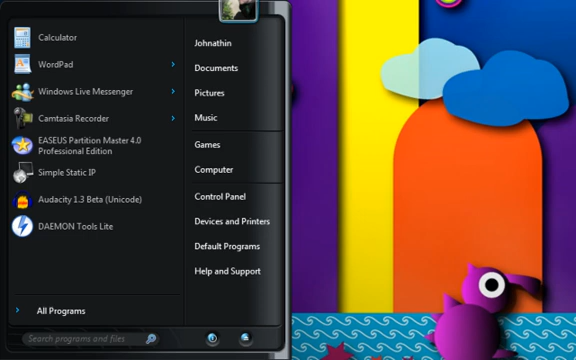 Calculator
WordPad
Windows Live Messenger
Camtasia Recorder
EASEUS Partition Master 4.0
Professional Edition
Simple Static IP
Audacity 1.3 Beta (Unicode)
DAEMON Tools Lite
All Programs
Search programs and files
Johnathin
Documents
Pictures
Music
Games
Computer
Control Panel
Devices and Printers
Default Programs
Help and Support